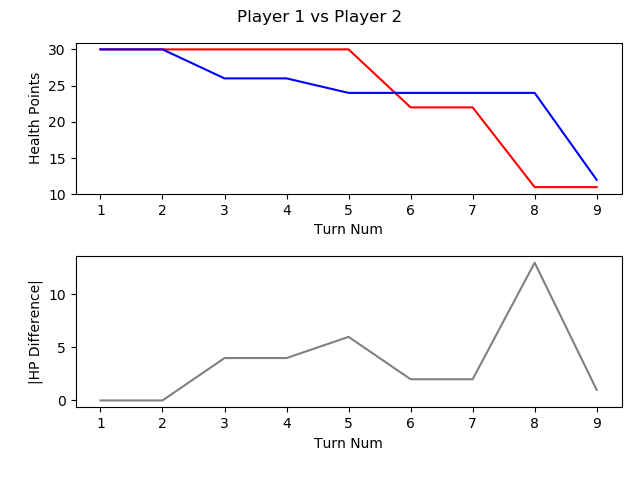 Player 1 vs Player 2
30
25
20
15
10
Health Points
1 2 3 4 5 6 7 8 9
Turn Num
10
5
0
|HP Difference|
1 2 3 4 5 6 7 8 9
Turn Num